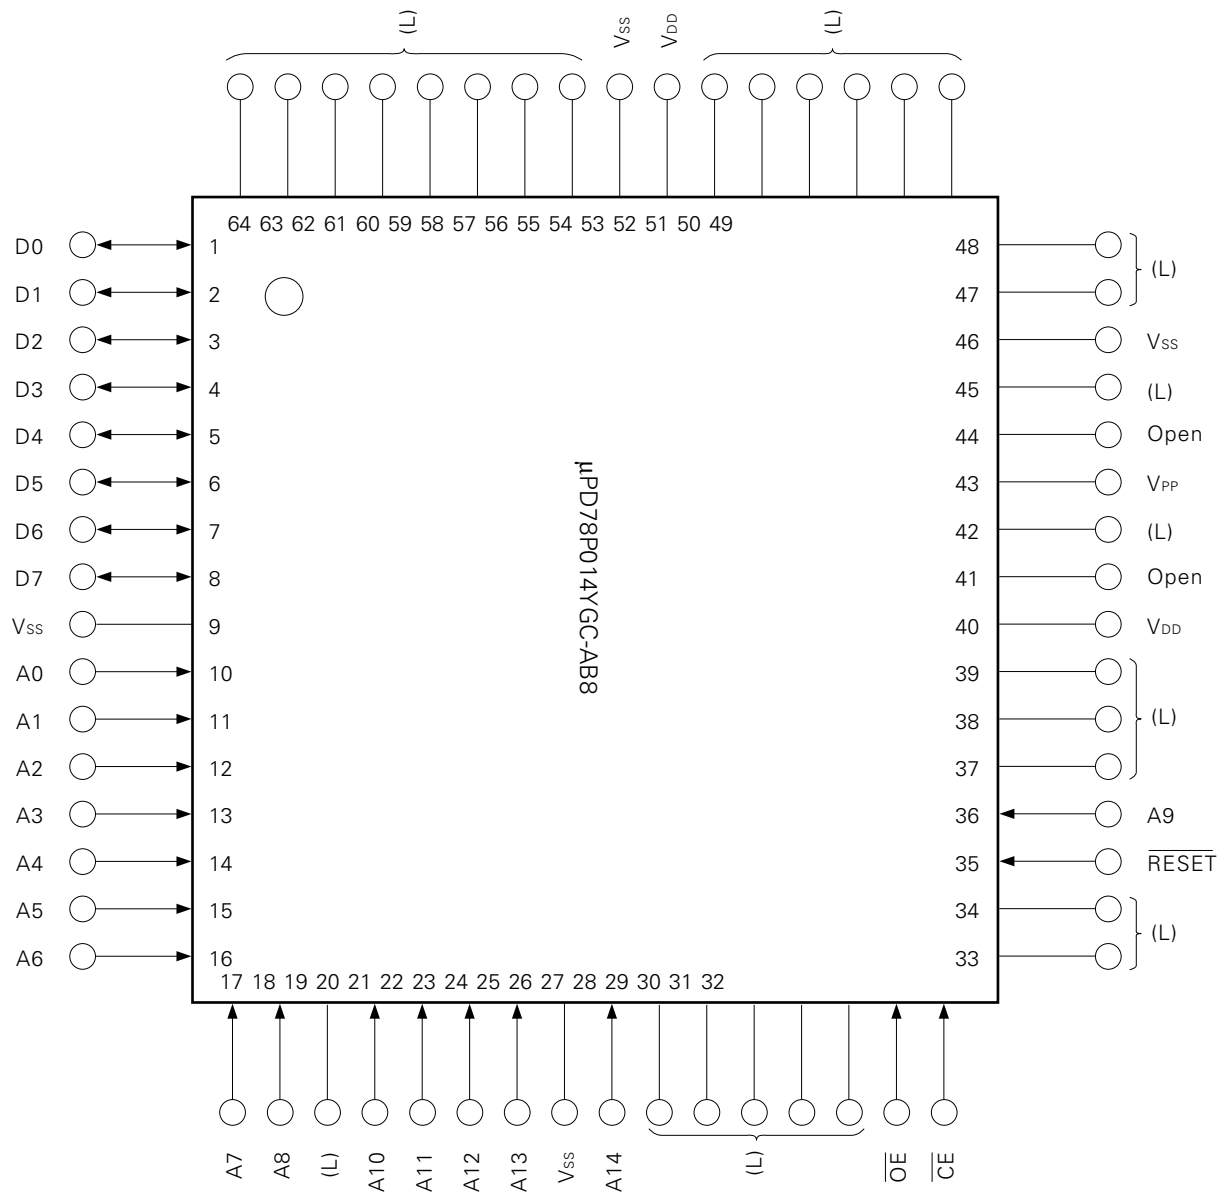 (L) VSS VDD (L)
64 63 62 61 60 59 58 57 56 55 54 53 52 51 50 49
D0 1 48
(L)
D1 2 47
D2 3 46 VSS
D3 4 45 (L)
D4 5 44 Open
D5 6 43 VPP
D6 7 42 (L)
D7 8 41 Open
VSS 9 40 VDD
A0 10 39
A1 11 38 (L)
A2 12 37
A3 13 36 A9
A4 14 35 RESET
A5 15 34
(L)
A6 16 33
µPD78P014YGC-AB8
17 18 19 20 21 22 23 24 25 26 27 28 29 30 31 32
A7 A8 (L) A10 A11 A12 A13 VSS A14 (L) OE CE